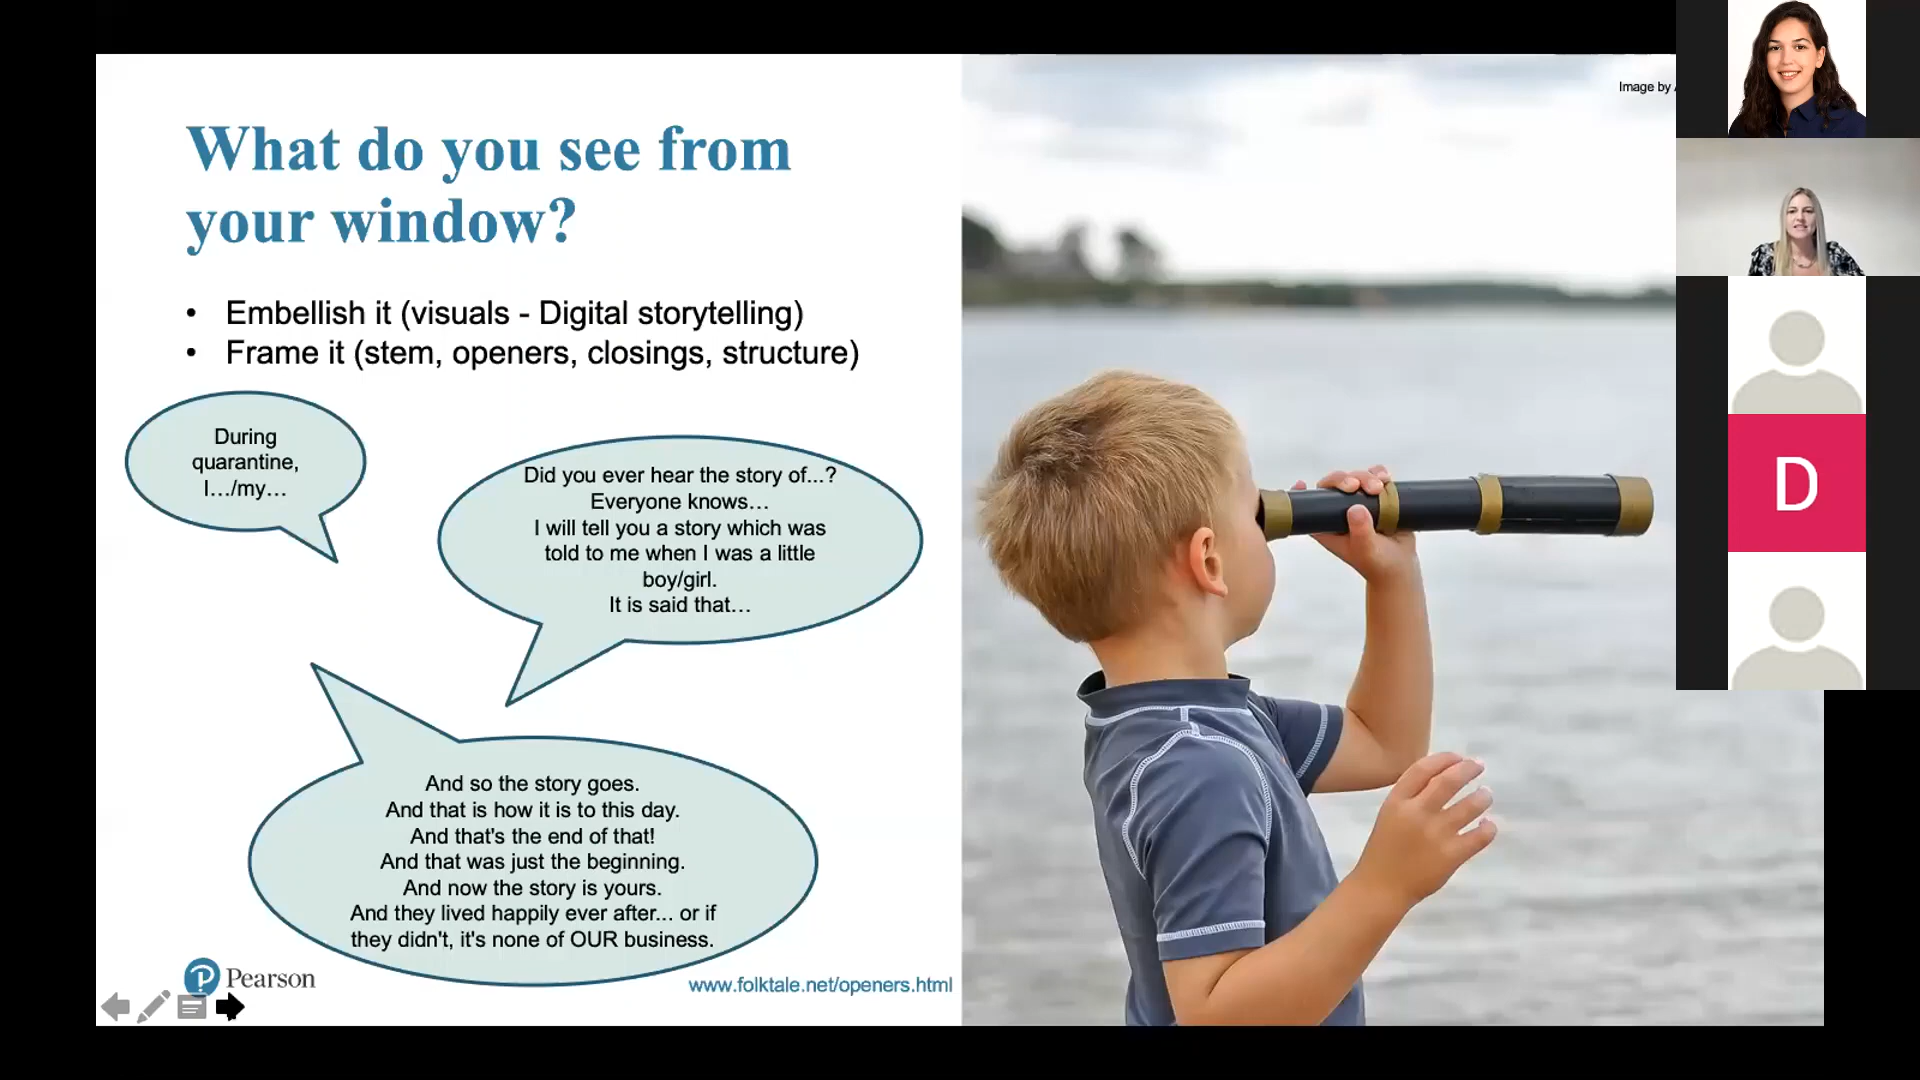 What do you see from
your window?
• Embellish it (visuals - Digital storytelling)
• Frame it (stem, openers, closings, structure)
During
quarantine,
I…/my…
Did you ever hear the story of...?
Everyone knows…
I will tell you a story which was
told to me when I was a little
boy/girl.
It is said that…
And so the story goes.
And that is how it is to this day.
And that's the end of that!
And that was just the beginning.
And now the story is yours.
And they lived happily ever after... or if
they didn't, it's none of OUR business.
Pearson
www.folktale.net/openers.html
Image by
D